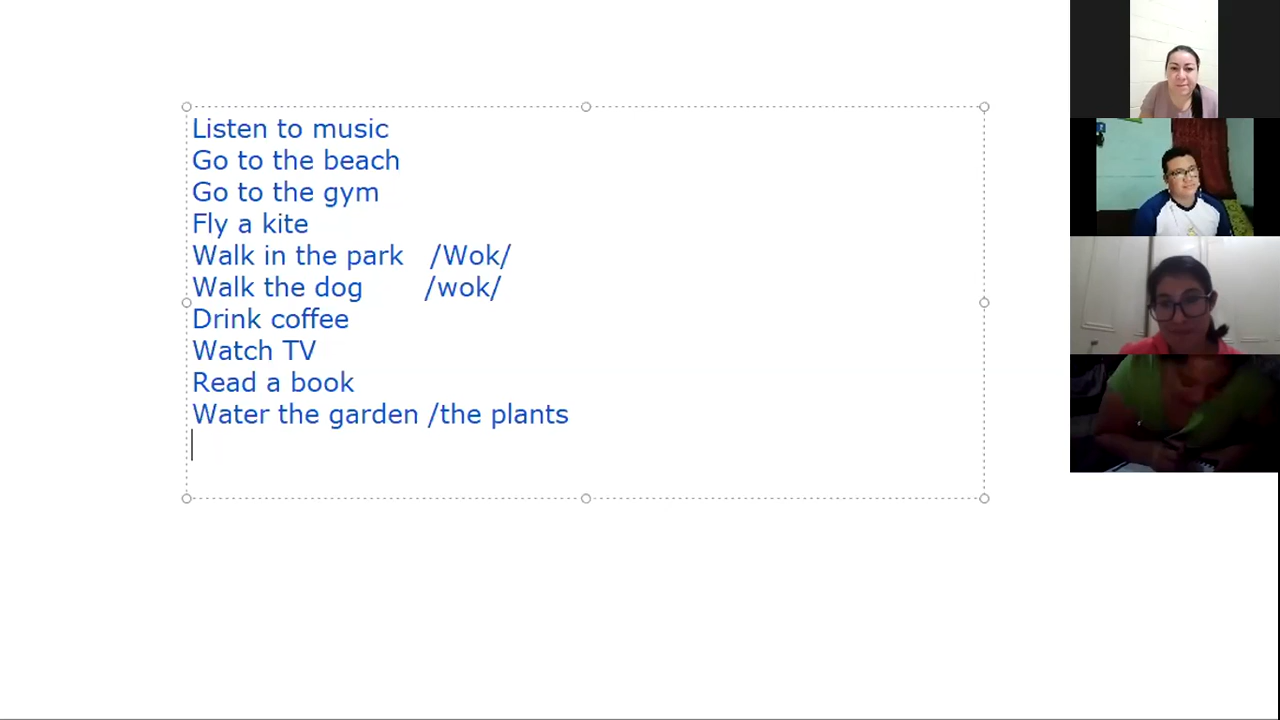 Listen to music
Go to the beach
Go to the gym
Fly a kite
Walk in the park /Wok/
Walk the dog /wok/
Drink coffee
Watch TV
Read a book
Water the garden /the plants